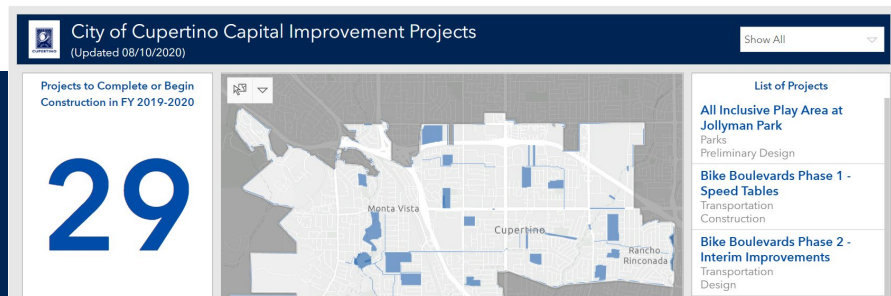 CUPERTINO
City of Cupertino Capital Improvement Projects
(Updated 08/10/2020)
Show All
Projects to Complete or Begin
Construction in FY 2019-2020
29
Monta Vista
Cupertino
Rancho
Rinconada
List of Projects
All Inclusive Play Area at
Jollyman Park
Parks
Preliminary Design
Bike Boulevards Phase 1 -
Speed Tables
Transportation
Construction
Bike Boulevards Phase 2 -
Interim Improvements
Transportation
Design